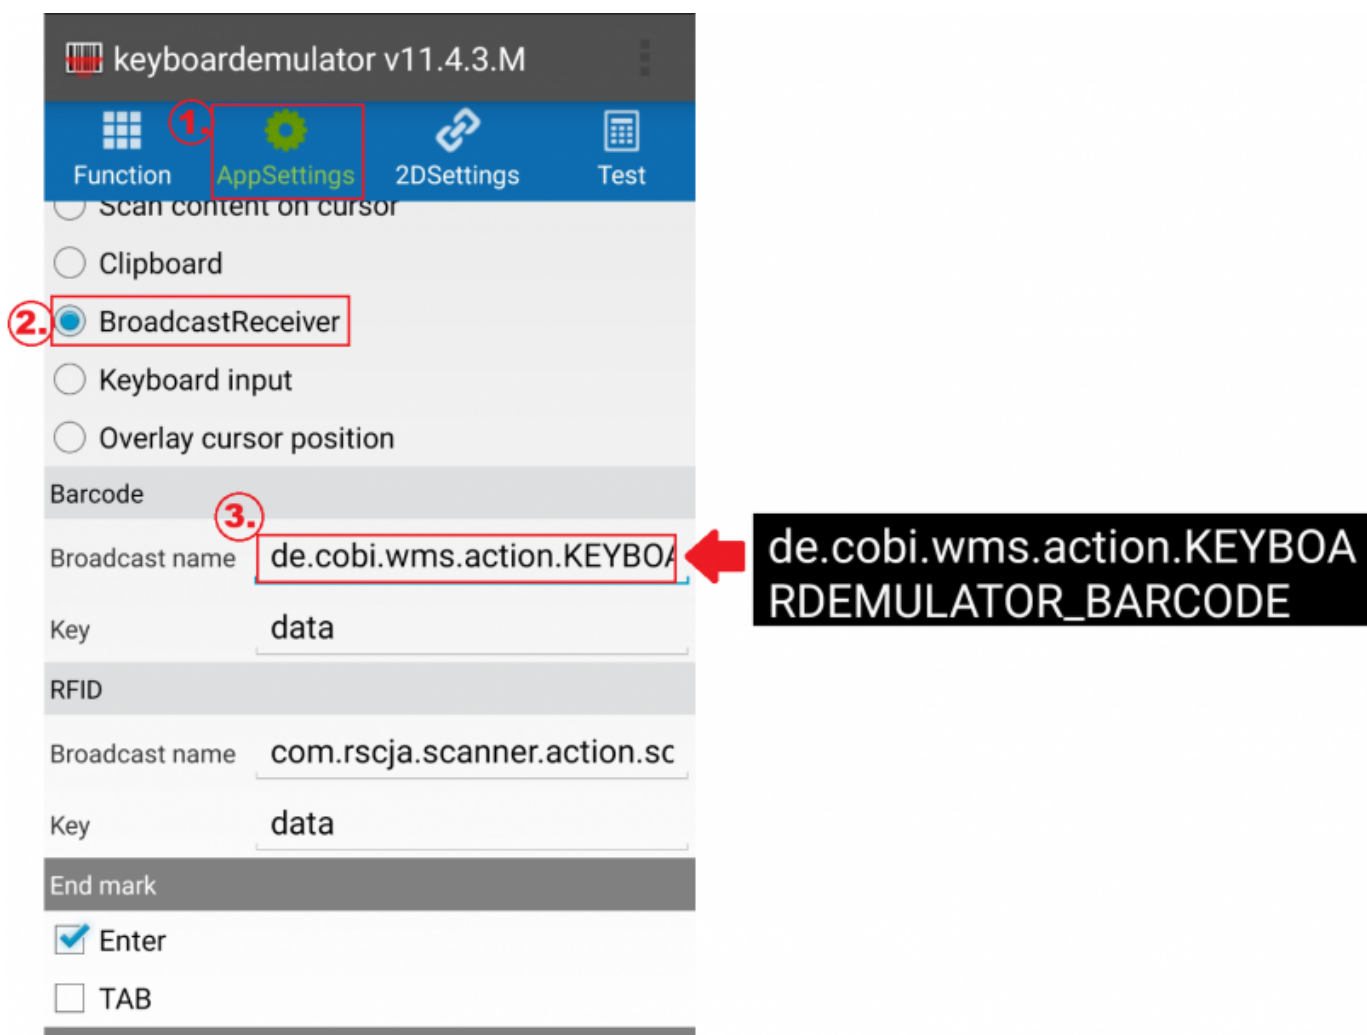 keyboardemulator v11.4.3.M
1.
Function AppSettings 2DSettings Test
Scan content on cursor
Clipboard
2. BroadcastReceiver
Keyboard input
Overlay cursor position
Barcode
3.
Broadcast name de.cobi.wms.action.KEYBOA
de.cobi.wms.action.KEYBOA
RDEMULATOR_BARCODE
Key data
RFID
Broadcast name com.rscja.scanner.action.sc
Key data
End mark
Enter
TAB